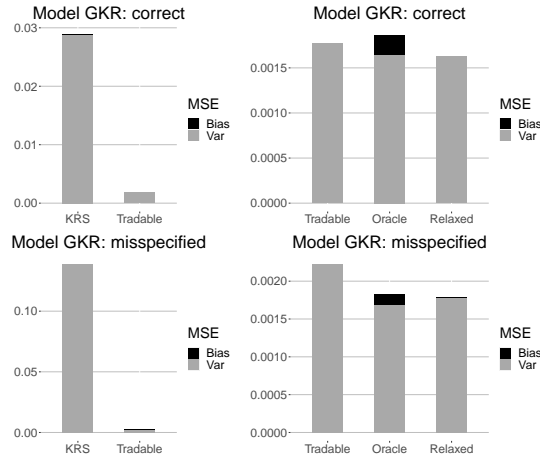 Model GKR: correct
0.03
0.02
0.01
0.00
KRS Tradable
MSE
Bias
Var
Model GKR: correct
0.0015
0.0010
0.0005
0.0000
Tradable Oracle Relaxed
MSE
Bias
Var
Model GKR: misspecified
0.10
0.05
0.00
KRS Tradable
MSE
Bias
Var
Model GKR: misspecified
0.0020
0.0015
0.0010
0.0005
0.0000
Tradable Oracle Relaxed
MSE
Bias
Var